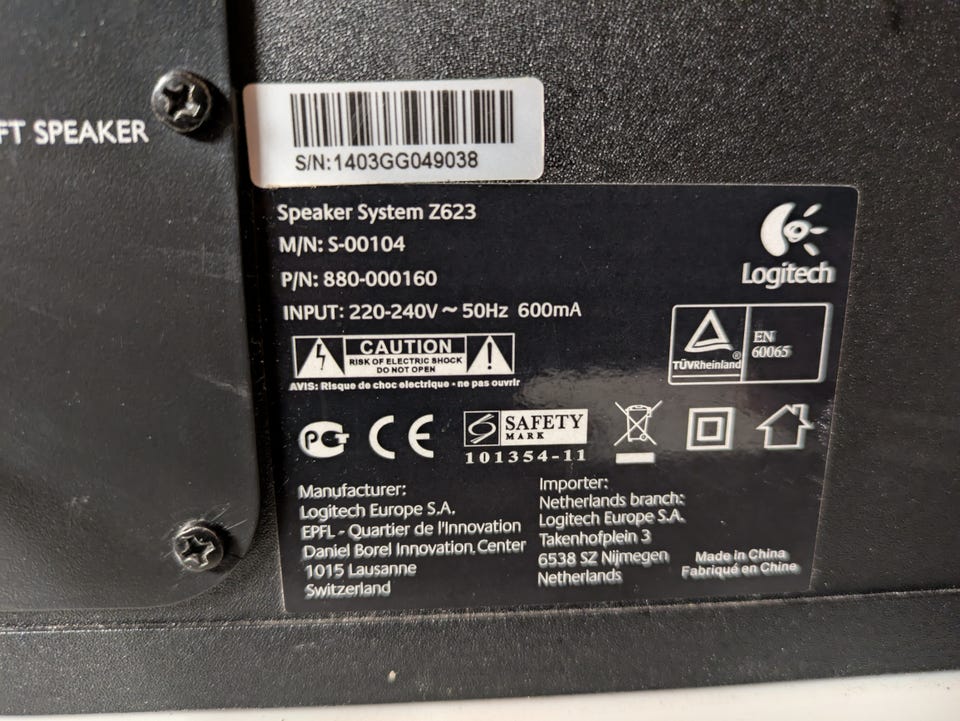 FT SPEAKER
S/N:1403GG049038
Speaker System Z623
M/N: S-00104
P/N: 880-000160
INPUT: 220-240V ~ 50Hz 600mA
Logitech
CAUTION
RISK OF ELECTRIC SHOCK
DO NOT OPEN
AVIS: Risque de choc electrique - ne pas ouvrir
TÜVRheinland®
EN
60065
PG CE
SAFETY
MARK
101354-11
Manufacturer:
Logitech Europe S.A.
EPFL - Quartier de l'Innovation
Daniel Borel Innovation Center
1015 Lausanne
Switzerland
Importer:
Netherlands branch:
Logitech Europe S.A.
Takenhofplein 3
6538 SZ Nijmegen
Netherlands
Made in China
Fabriqué en Chine